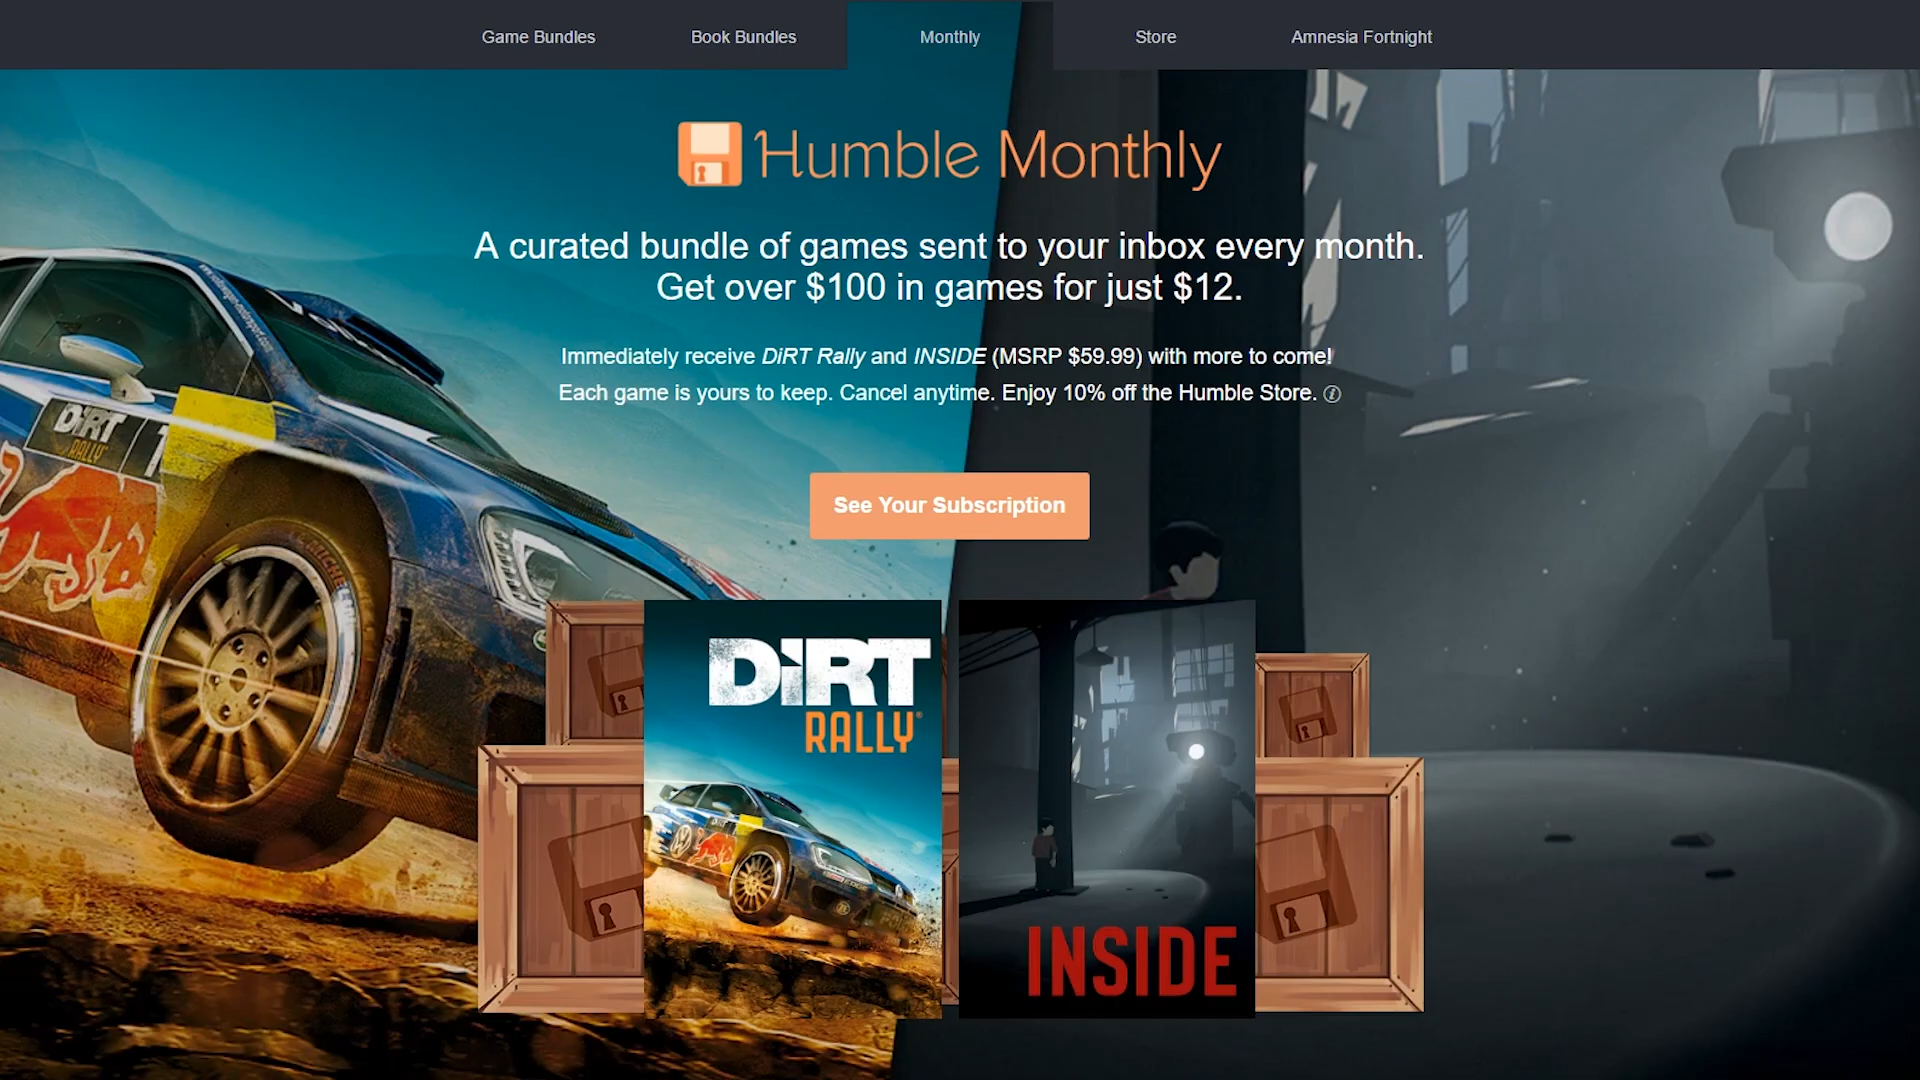 Game Bundles
Book Bundles
Monthly
Store
Amnesia Fortnight
Humble Monthly
A curated bundle of games sent to your inbox every month.
Get over $100 in games for just $12.
Immediately receive DiRT Rally and INSIDE (MSRP $59.99) with more to come!
Each game is yours to keep. Cancel anytime. Enjoy 10% off the Humble Store.
See Your Subscription
DiRT
RALLY
DiRT
RALLY
INSIDE